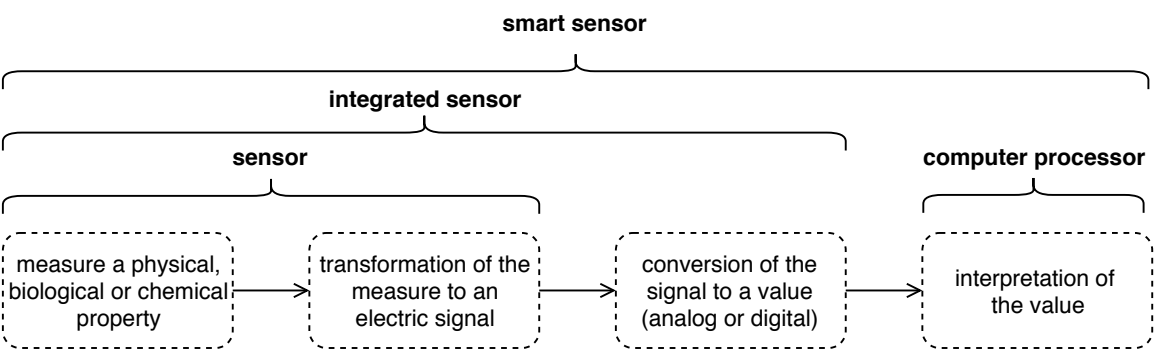 smart sensor
integrated sensor
sensor
computer processor
measure a physical,
biological or chemical
property
transformation of the
measure to an
electric signal
conversion of the
signal to a value
(analog or digital)
interpretation of
the value